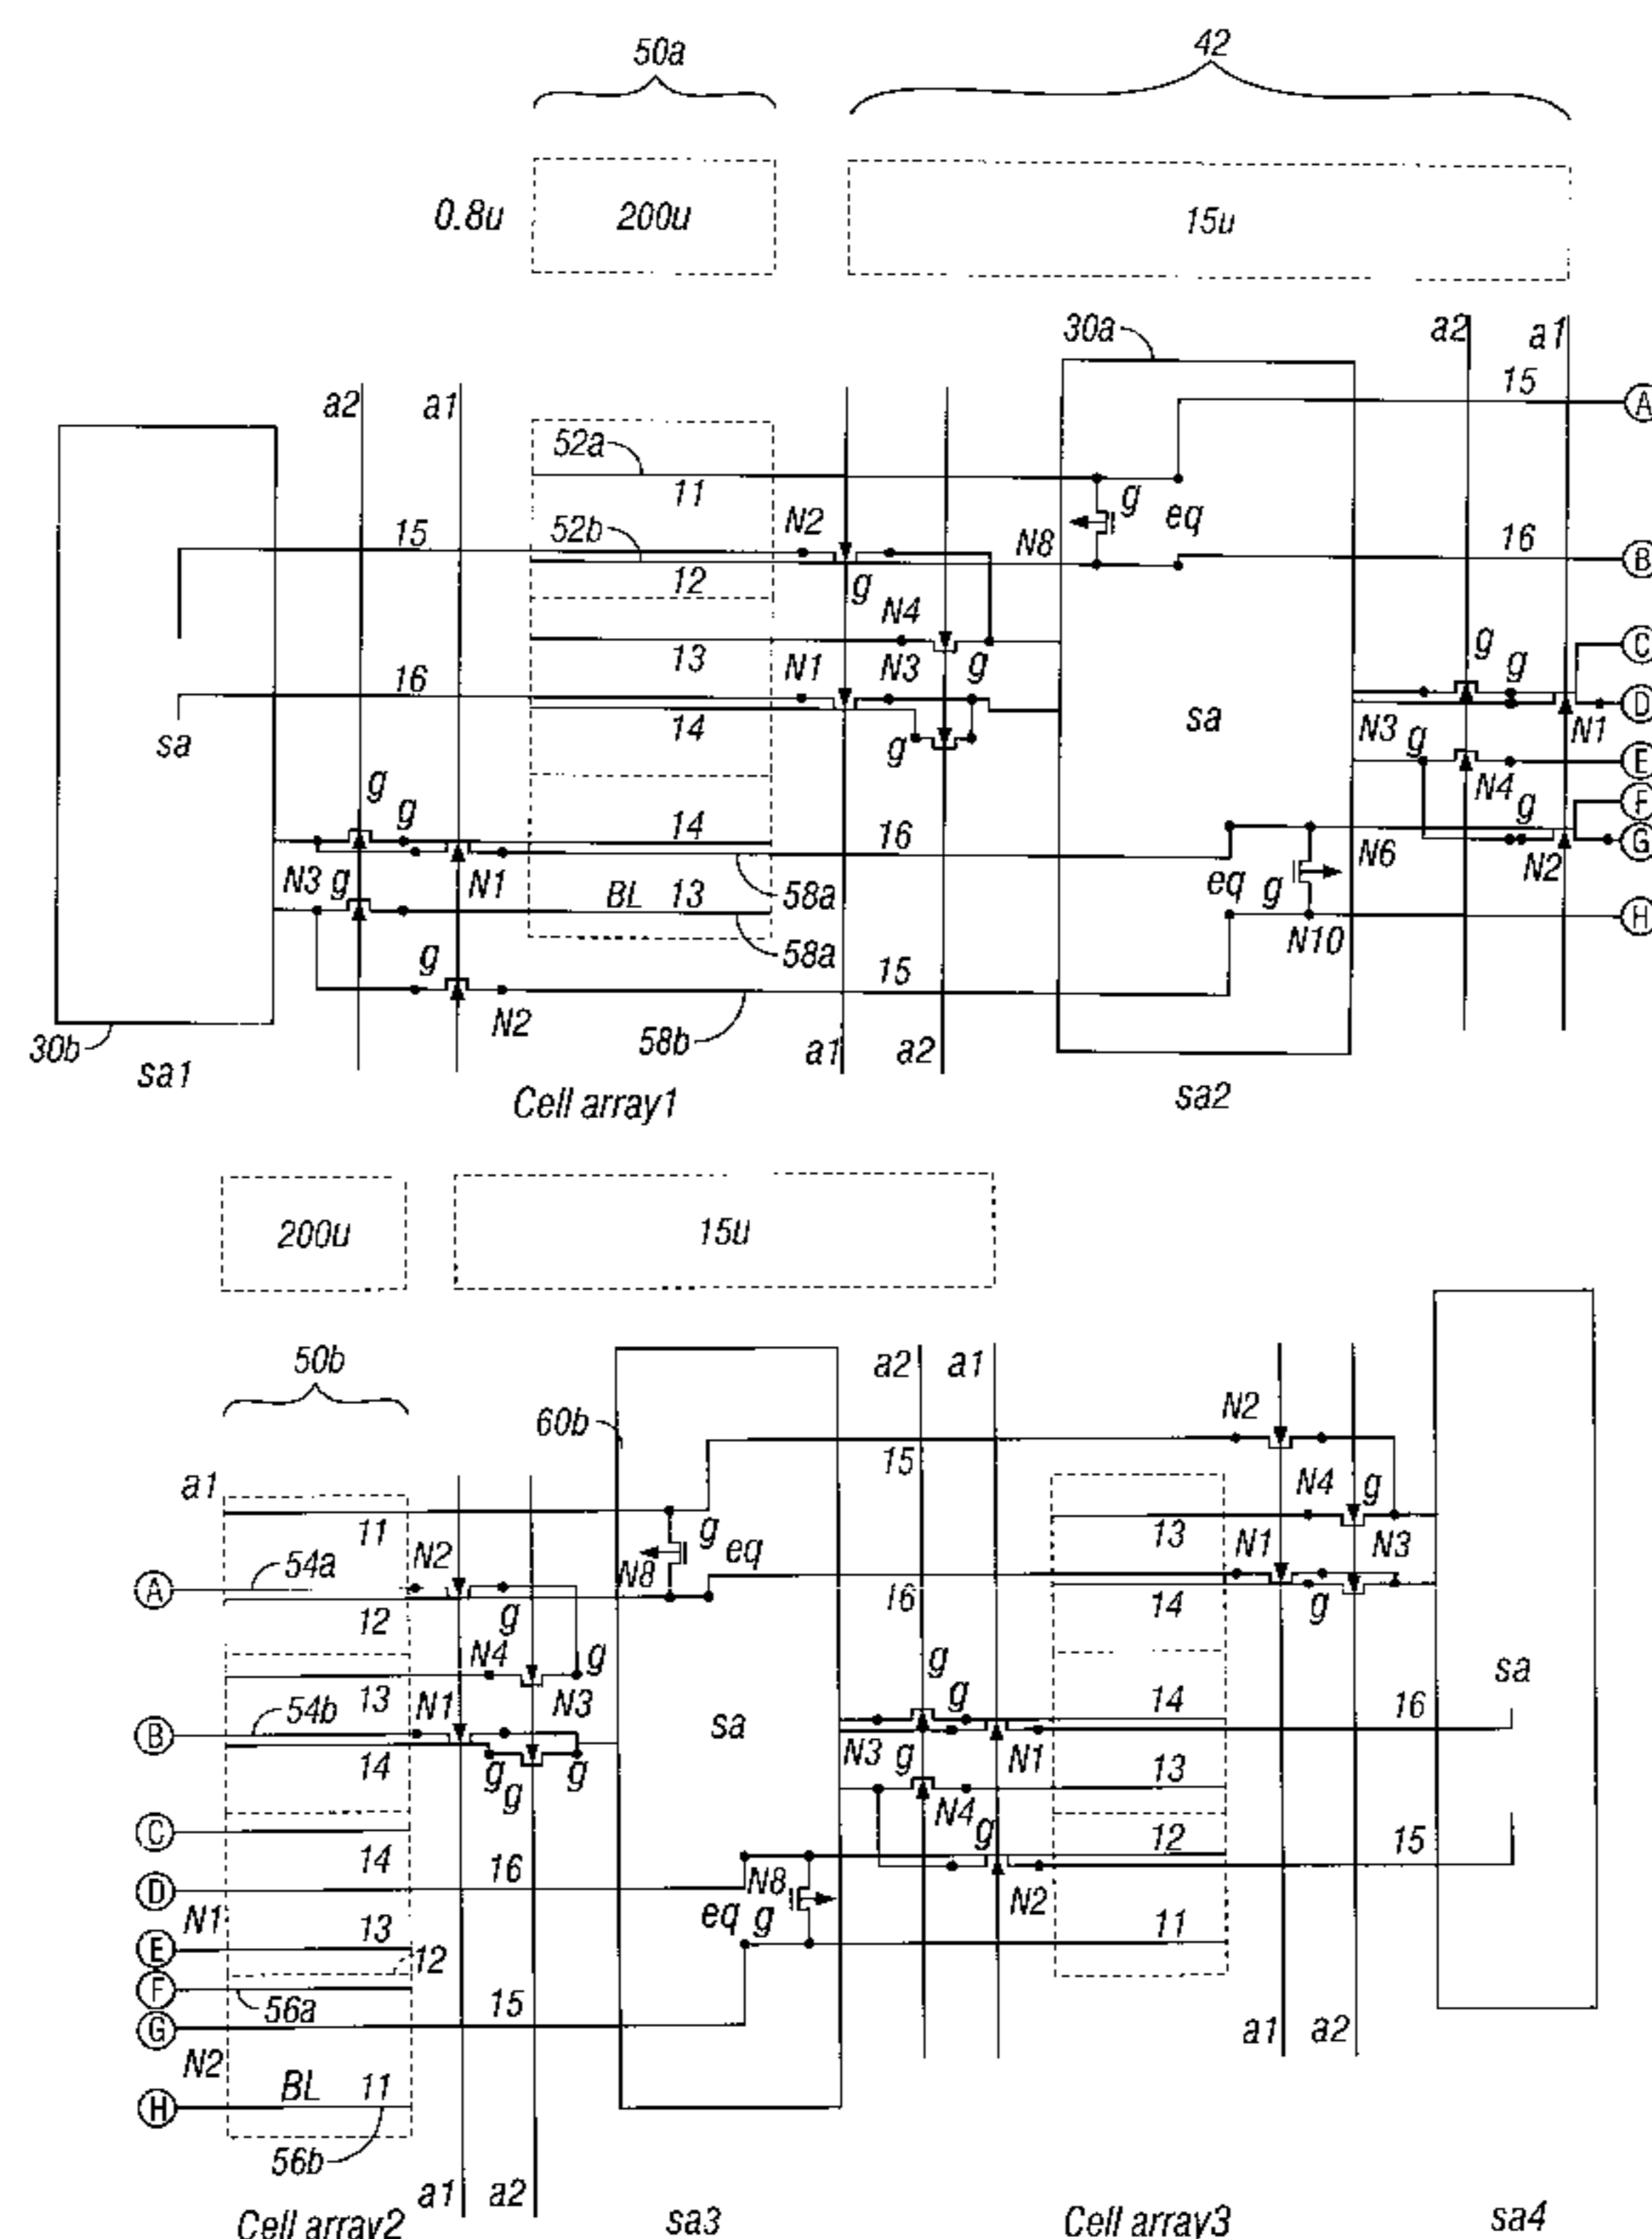 50a
42
0.8u 200u 15u
30a
a2 a1
15 A
a2 a1
52a
11
g
eq
N2
N8
15 52b
16 B
12
g
N4
C
13 N1 N3 g
g g
16
D
sa
N3 N1
sa 14 g
g
E
g
N4 g
F
g
14 16
G
N3 g N1
58a
eq g
N6
N2
BL 13
H
58a
N10
g
15
N2
30b
58b
a1 a2
sa1
Cell array1
sa2
200u 15u
50b
a2 a1
60b
N2
15
a1
N4 g
11
g
eq
13
N1 N3
N2
54a
N8
A
16
14
g
12
g
N4
g
g
sa
13 N1 N3
g
14 16
54b
sa
B
N3 g
N1
14
g
g
g
13
C
N4
12 15
g
14 16
D
N8
N2
N1
eq g
13
11
E
12
F
56a
15
G
a1 a2
N2
BL 11
H
56b
a1 a2
Cell array2
sa3
Cell array3
sa4